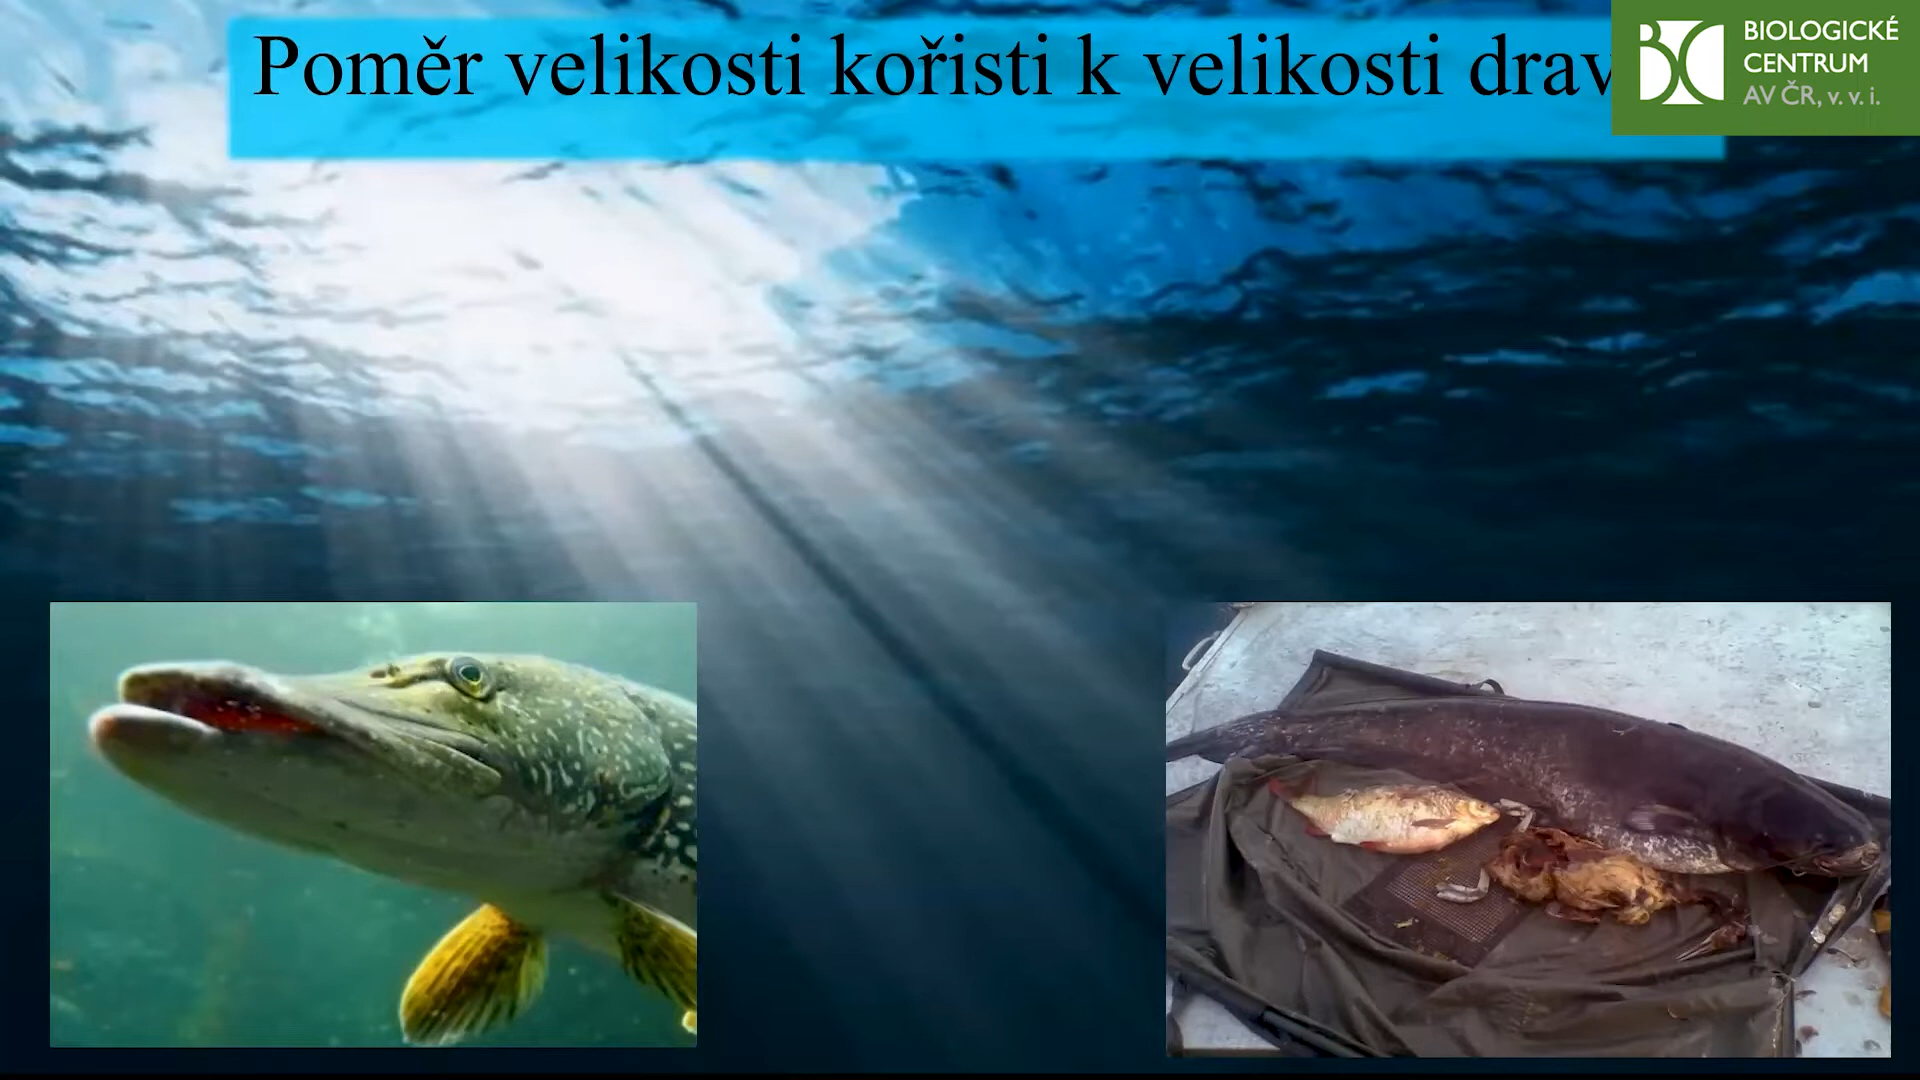 Poměr velikosti kořisti k velikosti drav
BIOLOGICKÉ
CENTRUM
AV ČR, v. v. i.